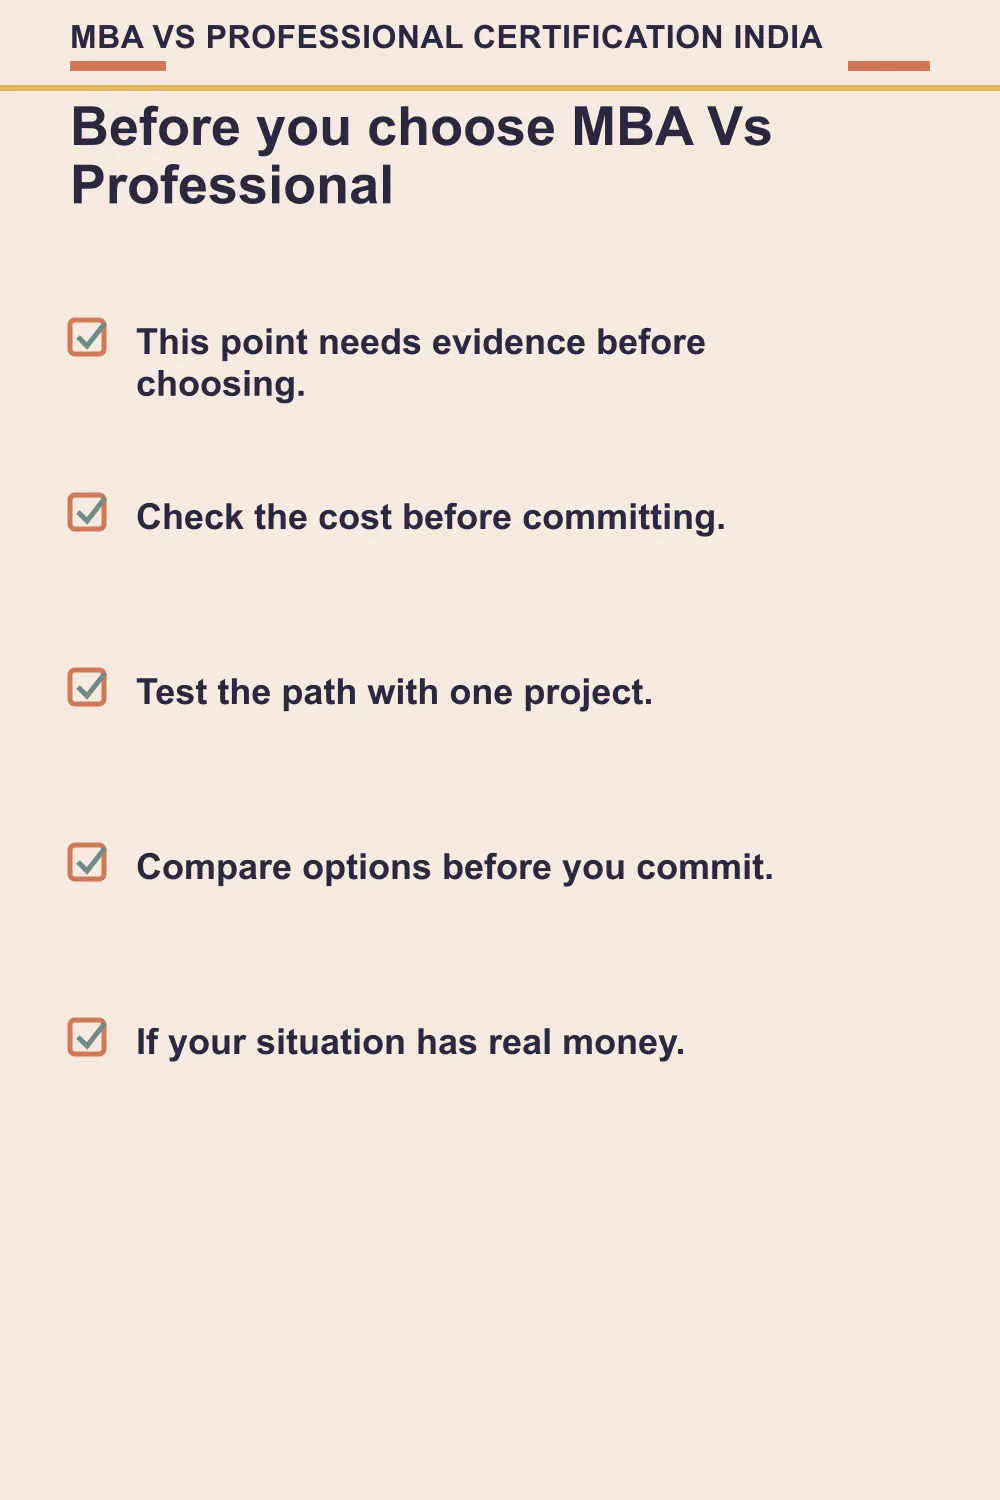 MBA VS PROFESSIONAL CERTIFICATION INDIA
Before you choose MBA Vs
Professional
This point needs evidence before
choosing.
Check the cost before committing.
Test the path with one project.
Compare options before you commit.
If your situation has real money.